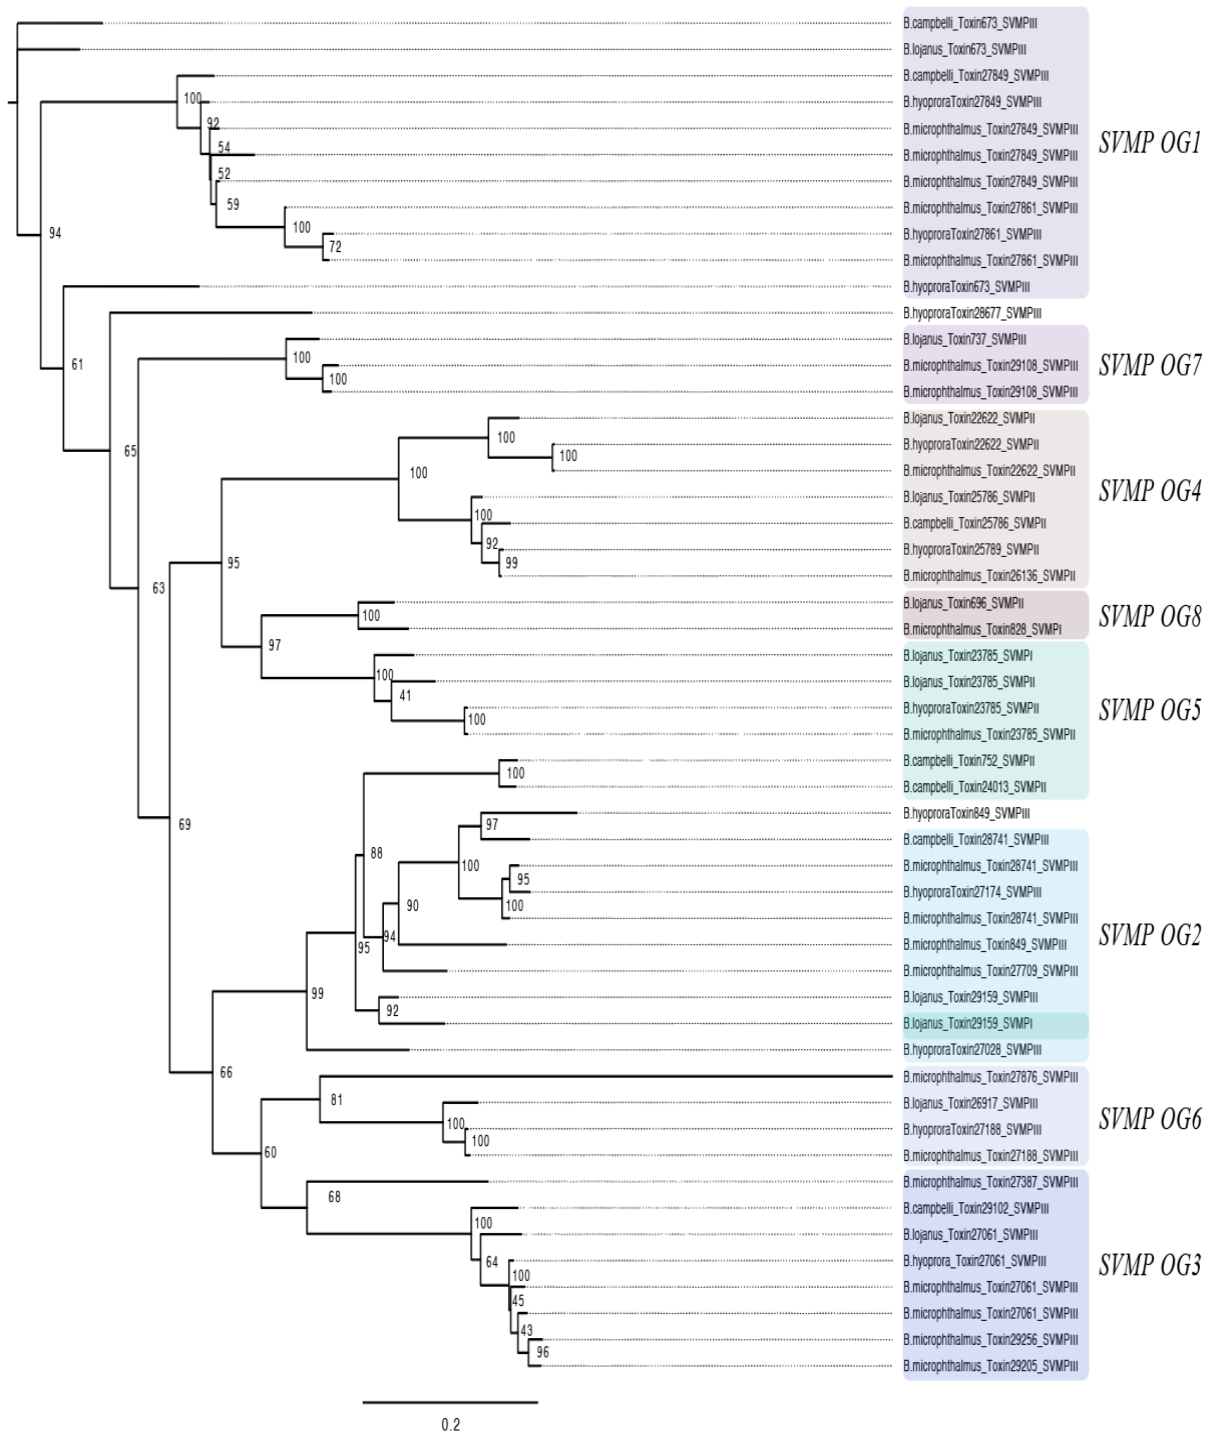 B.campbelli_Toxin673_SVMPIII
B.lojanus_Toxin673_SVMPIII
B.campbelli_Toxin27849_SVMPIII
100
B.hyoproraToxin27849_SVMPIII
92
B.microphthalmus_Toxin27849_SVMPIII
SVMP OG1
54
B.microphthalmus_Toxin27849_SVMPIII
52
B.microphthalmus_Toxin27849_SVMPIII
59
B.microphthalmus_Toxin27861_SVMPIII
100
94
B.hyoproraToxin27861_SVMPIII
72
B.microphthalmus_Toxin27861_SVMPIII
B.hyoproraToxin673_SVMPIII
B.hyoproraToxin28677_SVMPIII
B.lojanus_Toxin737_SVMPIII
100
61
B.microphthalmus_Toxin29108_SVMPIII
SVMP OG7
100
B.microphthalmus_Toxin29108_SVMPIII
B.lojanus_Toxin22622_SVMPII
100
B.hyoproraToxin22622_SVMPII
65
100
100
B.microphthalmus_Toxin22622_SVMPII
SVMP OG4
B.lojanus_Toxin25786_SVMPII
100
B.campbelli_Toxin25786_SVMPII
92
B.hyoproraToxin25789_SVMPII
95
99
B.microphthalmus_Toxin26136_SVMPII
63
B.lojanus_Toxin696_SVMPII
100
SVMP OG8
B.microphthalmus_Toxin828_SVMPI
97
B.lojanus_Toxin23785_SVMPI
100
B.lojanus_Toxin23785_SVMPII
41
B.hyoproraToxin23785_SVMPII
SVMP OG5
100
B.microphthalmus_Toxin23785_SVMPII
B.campbelli_Toxin752_SVMPII
100
B.campbelli_Toxin24013_SVMPII
B.hyoproraToxin849_SVMPIII
69
97
B.campbelli_Toxin28741_SVMPIII
88
100
B.microphthalmus_Toxin28741_SVMPIII
95
B.hyoproraToxin27174_SVMPIII
90
100
B.microphthalmus_Toxin28741_SVMPIII
94
SVMP OG2
95
B.microphthalmus_Toxin849_SVMPIII
B.microphthalmus_Toxin27709_SVMPIII
99
B.lojanus_Toxin29159_SVMPIII
92
B.lojanus_Toxin29159_SVMPI
B.hyoproraToxin27028_SVMPIII
66
B.microphthalmus_Toxin27876_SVMPIII
81
B.lojanus_Toxin26917_SVMPIII
SVMP OG6
100
B.hyoproraToxin27188_SVMPIII
100
60
B.microphthalmus_Toxin27188_SVMPIII
B.microphthalmus_Toxin27387_SVMPIII
68
B.campbelli_Toxin29102_SVMPIII
100
B.lojanus_Toxin27061_SVMPIII
64
B.hyoprora_Toxin27061_SVMPIII
SVMP OG3
100
B.microphthalmus_Toxin27061_SVMPIII
45
B.microphthalmus_Toxin27061_SVMPIII
43
B.microphthalmus_Toxin29256_SVMPIII
96
B.microphthalmus_Toxin29205_SVMPIII
0.2